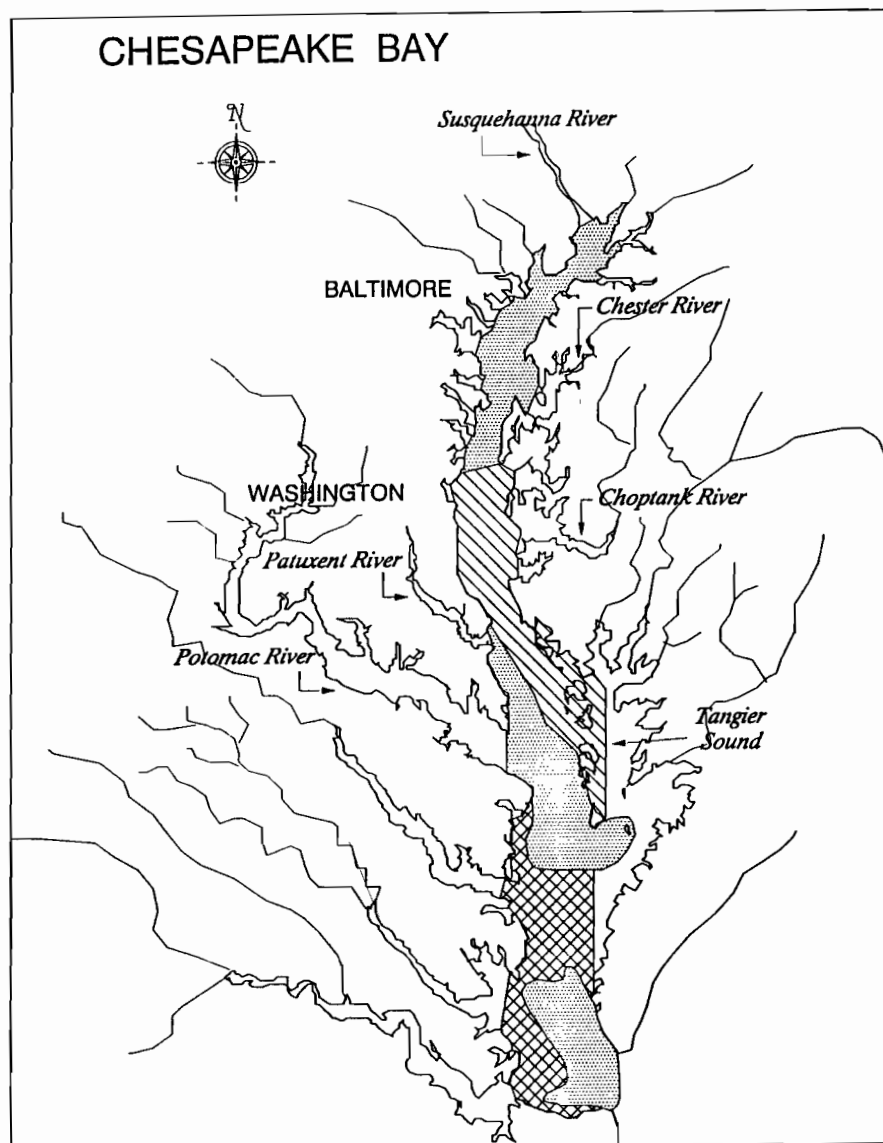 CHESAPEAKE BAY
N
Susquehanna River
BALTIMORE
Chester River
WASHINGTON
Choptank River
Patuxent River
Potomac River
Tangier
Sound